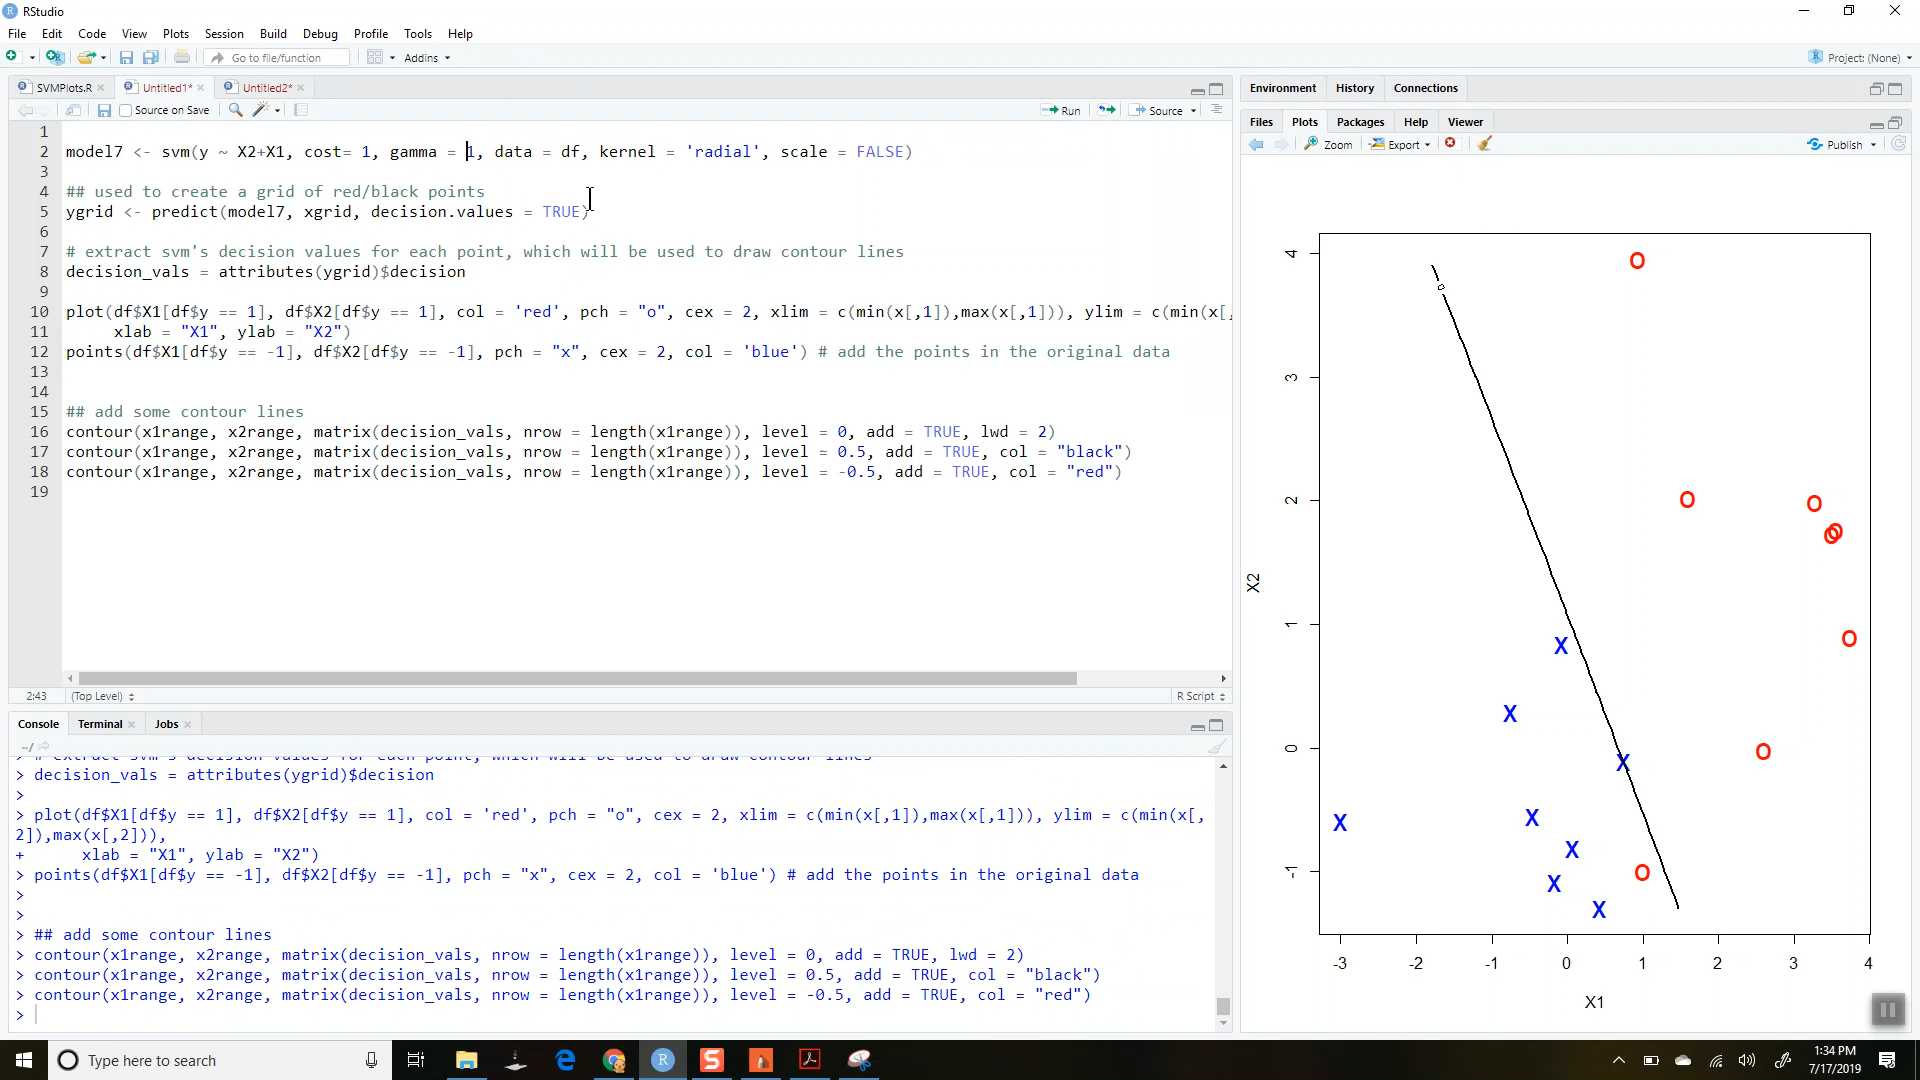 RStudio
File Edit Code View Plots Session Build Debug Profile Tools Help
Go to file/function Addins Project: (None)
SVMPlots.R Untitled1* Untitled2*
Source on Save Run Source
1
2 model7 <- svm(y ~ X2+X1, cost= 1, gamma = 1, data = df, kernel = 'radial', scale = FALSE)
3
4 ## used to create a grid of red/black points
5 ygrid <- predict(model7, xgrid, decision.values = TRUE)
6
7 # extract svm's decision values for each point, which will be used to draw contour lines
8 decision_vals = attributes(ygrid)$decision
9
10 plot(df$X1[df$y == 1], df$X2[df$y == 1], col = 'red', pch = "o", cex = 2, xlim = c(min(x[,1]),max(x[,1])), ylim = c(min(x[,
11 xlab = "X1", ylab = "X2")
12 points(df$X1[df$y == -1], df$X2[df$y == -1], pch = "x", cex = 2, col = 'blue') # add the points in the original data
13
14
15 ## add some contour lines
16 contour(x1range, x2range, matrix(decision_vals, nrow = length(x1range)), level = 0, add = TRUE, lwd = 2)
17 contour(x1range, x2range, matrix(decision_vals, nrow = length(x1range)), level = 0.5, add = TRUE, col = "black")
18 contour(x1range, x2range, matrix(decision_vals, nrow = length(x1range)), level = -0.5, add = TRUE, col = "red")
19
2:43 (Top Level) R Script
Console Terminal Jobs
~/
> # extract svm's decision values for each point, which will be used to draw contour lines
> decision_vals = attributes(ygrid)$decision
>
> plot(df$X1[df$y == 1], df$X2[df$y == 1], col = 'red', pch = "o", cex = 2, xlim = c(min(x[,1]),max(x[,1])), ylim = c(min(x[,
2]),max(x[,2])),
+ xlab = "X1", ylab = "X2")
> points(df$X1[df$y == -1], df$X2[df$y == -1], pch = "x", cex = 2, col = 'blue') # add the points in the original data
>
>
> ## add some contour lines
> contour(x1range, x2range, matrix(decision_vals, nrow = length(x1range)), level = 0, add = TRUE, lwd = 2)
> contour(x1range, x2range, matrix(decision_vals, nrow = length(x1range)), level = 0.5, add = TRUE, col = "black")
> contour(x1range, x2range, matrix(decision_vals, nrow = length(x1range)), level = -0.5, add = TRUE, col = "red")
>
Environment History Connections
Files Plots Packages Help Viewer
Zoom Export Publish
4
3
2
1
0
-1
X2
-3 -2 -1 0 1 2 3 4
X1
Type here to search
1:34 PM
7/17/2019